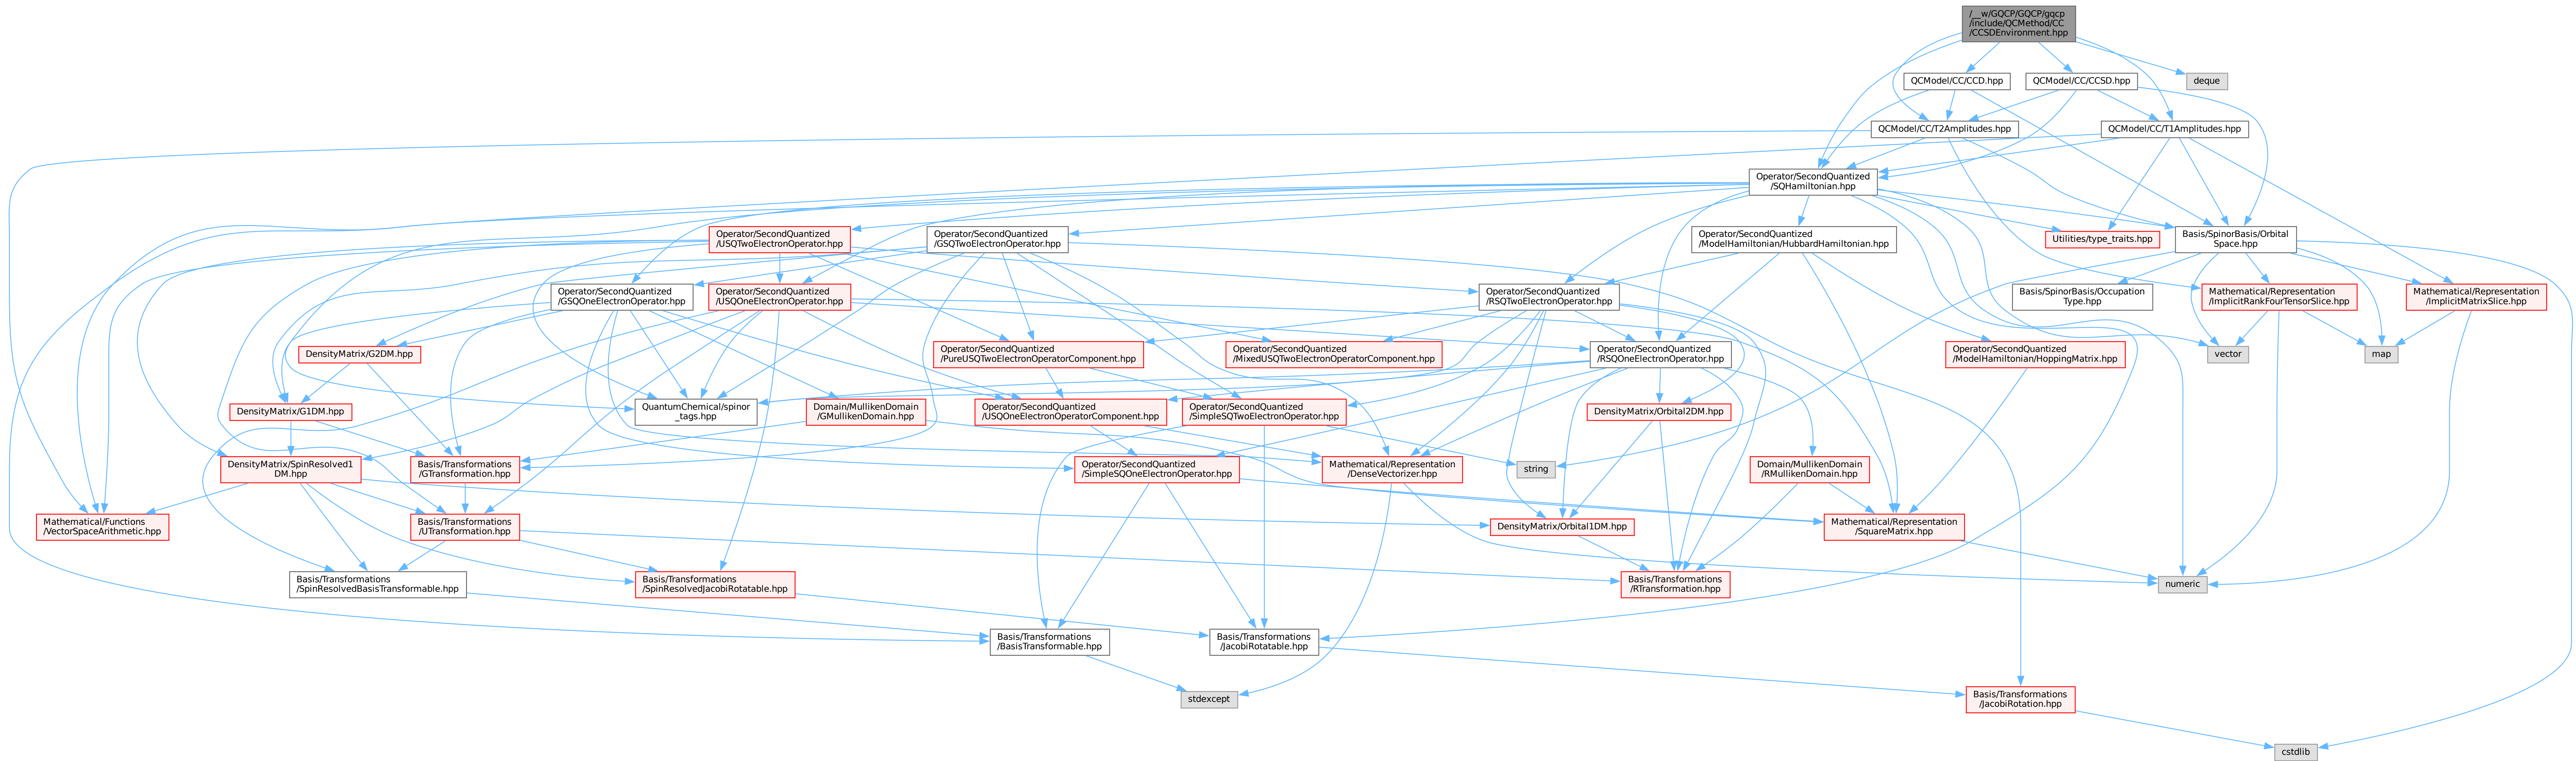 /__w/GQCP/GQCP/gqcp
/include/QCMethod/CC
/CCSDEnvironment.hpp
QCModel/CC/CCD.hpp
QCModel/CC/CCSD.hpp
deque
QCModel/CC/T2Amplitudes.hpp
QCModel/CC/T1Amplitudes.hpp
Operator/SecondQuantized
/SQHamiltonian.hpp
Operator/SecondQuantized
/USQTwoElectronOperator.hpp
Operator/SecondQuantized
/GSQTwoElectronOperator.hpp
Operator/SecondQuantized
/ModelHamiltonian/HubbardHamiltonian.hpp
Utilities/type_traits.hpp
Basis/SpinorBasis/Orbital
Space.hpp
Operator/SecondQuantized
/GSQOneElectronOperator.hpp
Operator/SecondQuantized
/USQOneElectronOperator.hpp
Operator/SecondQuantized
/RSQTwoElectronOperator.hpp
Basis/SpinorBasis/Occupation
Type.hpp
Mathematical/Representation
/ImplicitRankFourTensorSlice.hpp
Mathematical/Representation
/ImplicitMatrixSlice.hpp
DensityMatrix/G2DM.hpp
Operator/SecondQuantized
/PureUSQTwoElectronOperatorComponent.hpp
Operator/SecondQuantized
/MixedUSQTwoElectronOperatorComponent.hpp
Operator/SecondQuantized
/RSQOneElectronOperator.hpp
Operator/SecondQuantized
/ModelHamiltonian/HoppingMatrix.hpp
vector
map
DensityMatrix/G1DM.hpp
QuantumChemical/spinor
_tags.hpp
Domain/MullikenDomain
/GMullikenDomain.hpp
Operator/SecondQuantized
/USQOneElectronOperatorComponent.hpp
Operator/SecondQuantized
/SimpleSQTwoElectronOperator.hpp
DensityMatrix/Orbital2DM.hpp
DensityMatrix/SpinResolved1
DM.hpp
Basis/Transformations
/GTransformation.hpp
Operator/SecondQuantized
/SimpleSQOneElectronOperator.hpp
string
Mathematical/Representation
/DenseVectorizer.hpp
Domain/MullikenDomain
/RMullikenDomain.hpp
Mathematical/Functions
/VectorSpaceArithmetic.hpp
Basis/Transformations
/UTransformation.hpp
DensityMatrix/Orbital1DM.hpp
Mathematical/Representation
/SquareMatrix.hpp
Basis/Transformations
/SpinResolvedBasisTransformable.hpp
Basis/Transformations
/SpinResolvedJacobiRotatable.hpp
Basis/Transformations
/RTransformation.hpp
numeric
Basis/Transformations
/BasisTransformable.hpp
Basis/Transformations
/JacobiRotatable.hpp
stdexcept
Basis/Transformations
/JacobiRotation.hpp
cstdlib